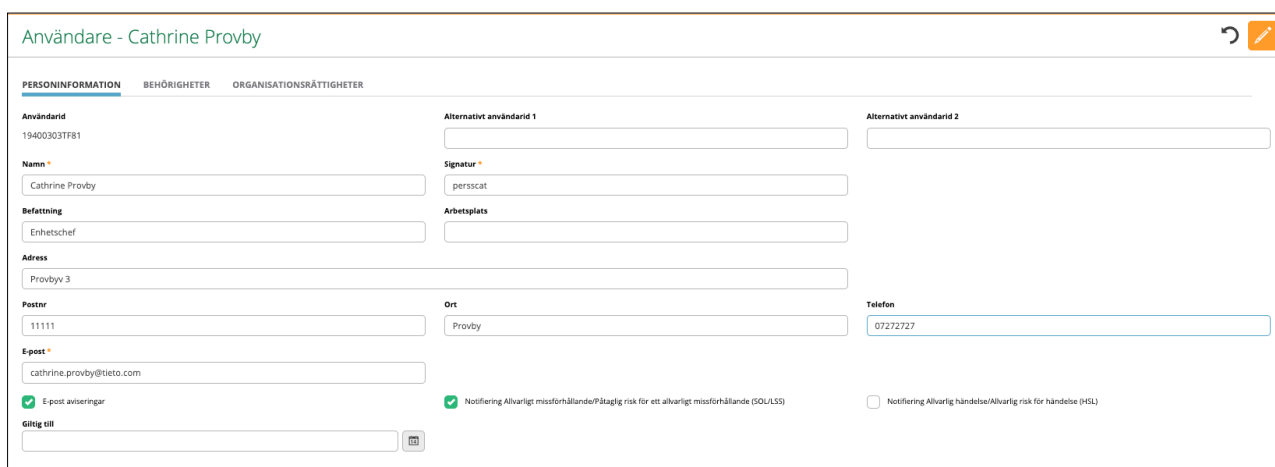 Användare - Cathrine Provby
PERSONINFORMATION BEHÖRIGHETER ORGANISATIONSRÄTTIGHETER
Användarid Alternativt användarid 1 Alternativt användarid 2
19400303TF81
Namn * Signatur *
Cathrine Provby persscat
Befattning Arbetsplats
Enhetschef
Adress
Provbyv 3
Postnr Ort Telefon
11111 Provby 07272727
E-post *
cathrine.provby@tieto.com
E-post aviseringar Notifiering Allvarligt missförhållande/Påtaglig risk för ett allvarligt missförhållande (SOL/LSS) Notifiering Allvarlig händelse/Allvarlig risk för händelse (HSL)
Giltig till